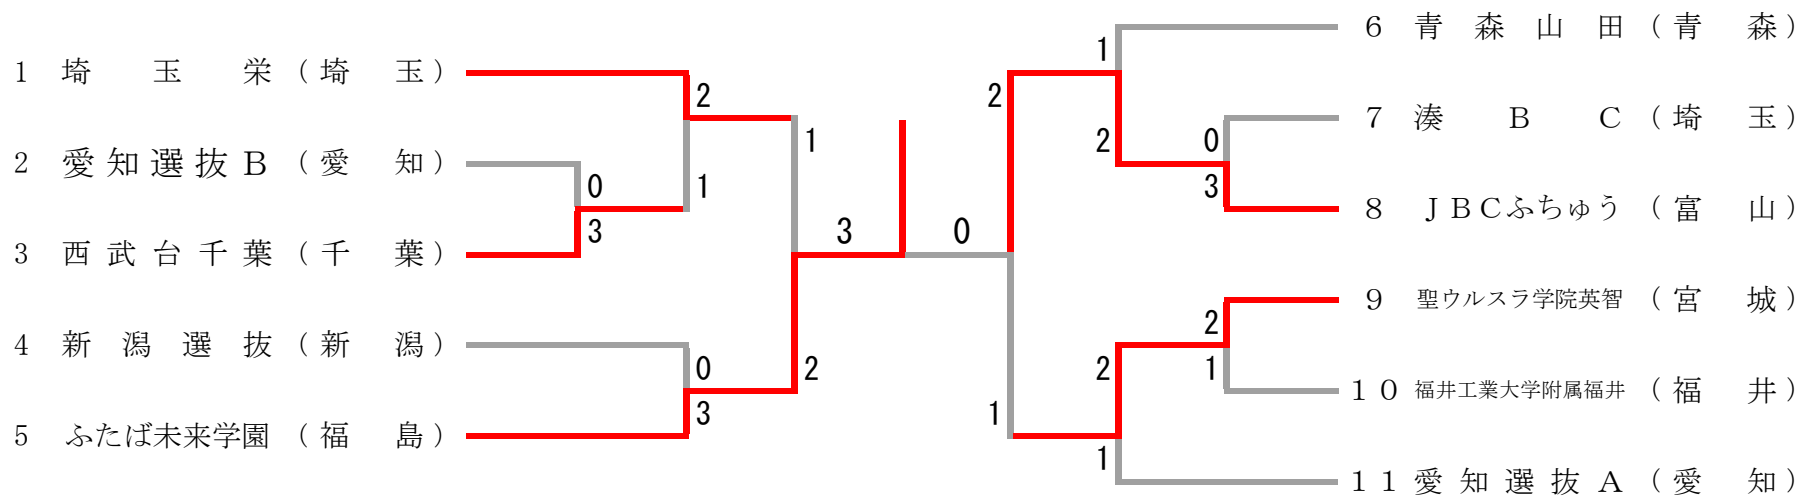 1 埼玉栄（埼玉）
2 愛知選抜Ｂ（愛知）
3 西武台千葉（千葉）
4 新潟選抜（新潟）
5 ふたば未来学園（福島）
2
1
0
3
1
0
3
2
3
0
2
1
1
2
0
3
2
1
2
1
6 青森山田（青森）
7 湊ＢＣ（埼玉）
8 ＪＢＣふちゅう（富山）
9 聖ウルスラ学院英智（宮城）
１０ 福井工業大学附属福井（福井）
１１ 愛知選抜Ａ（愛知）